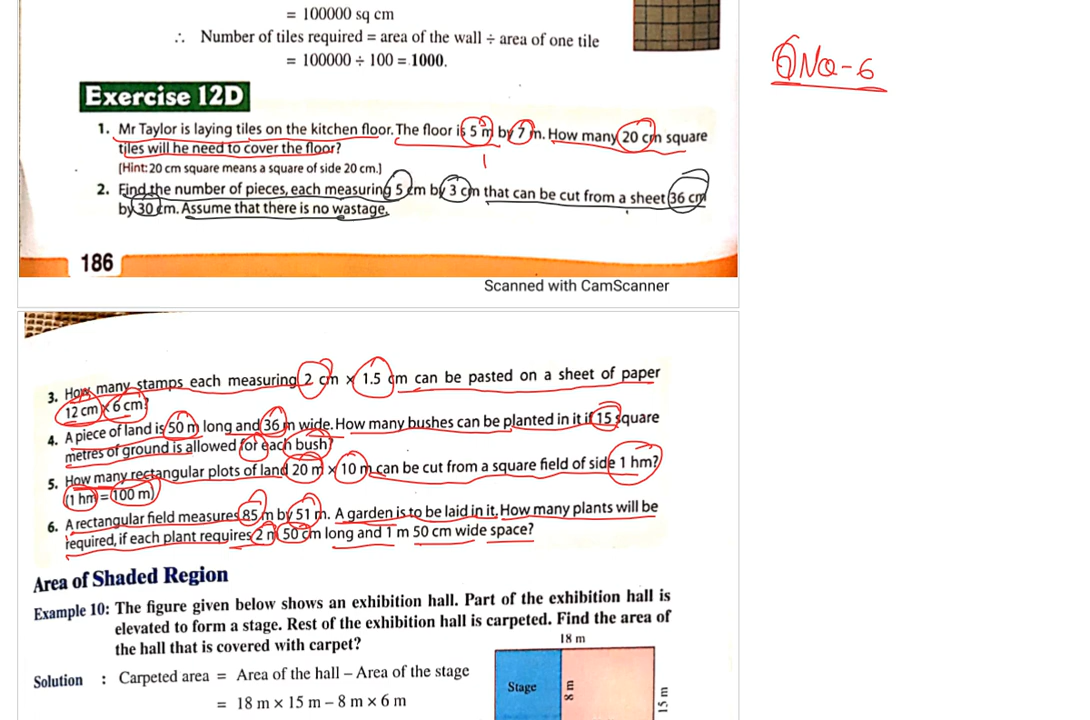 = 100000 sq cm
∴ Number of tiles required = area of the wall ÷ area of one tile
= 100000 ÷ 100 = 1000.
QNo-6
Exercise 12D
1. Mr Taylor is laying tiles on the kitchen floor. The floor is 5 m by 7 m. How many 20 cm square
tiles will he need to cover the floor?
[Hint: 20 cm square means a square of side 20 cm.]
2. Find the number of pieces, each measuring 5 cm by 3 cm that can be cut from a sheet 36 cm
by 30 cm. Assume that there is no wastage.
186
Scanned with CamScanner
3. How many stamps each measuring 2 cm × 1.5 cm can be pasted on a sheet of paper
12 cm × 6 cm?
4. A piece of land is 50 m long and 36 m wide. How many bushes can be planted in it if 15 square
metres of ground is allowed for each bush?
5. How many rectangular plots of land 20 m × 10 m can be cut from a square field of side 1 hm?
(1 hm = 100 m)
6. A rectangular field measures 85 m by 51 m. A garden is to be laid in it. How many plants will be
required, if each plant requires 2 m 50 cm long and 1 m 50 cm wide space?
Area of Shaded Region
Example 10: The figure given below shows an exhibition hall. Part of the exhibition hall is
elevated to form a stage. Rest of the exhibition hall is carpeted. Find the area of
the hall that is covered with carpet?
18 m
Solution : Carpeted area = Area of the hall – Area of the stage
= 18 m × 15 m – 8 m × 6 m
Stage
8 m
15 m